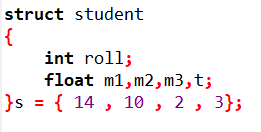 struct student
{
    int roll;
    float m1,m2,m3,t;
}s = { 14 , 10 , 2 , 3};